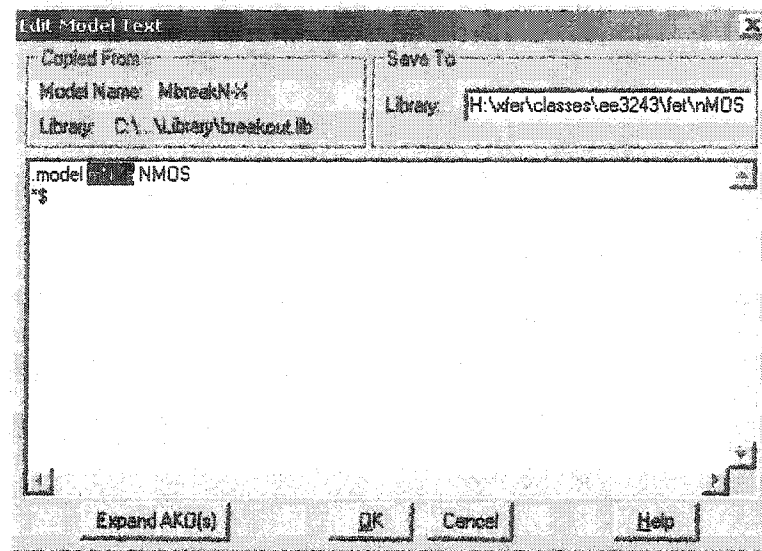 Edit Model Text
Copied From
Save To
Model Name: MbreakN-X
Library: H:\xfer\classes\ee3243\fet\nMOS
Library: C:\...\Library\breakout.lib
.model NMOS
*$
Expand AKO(s)
OK
Cancel
Help